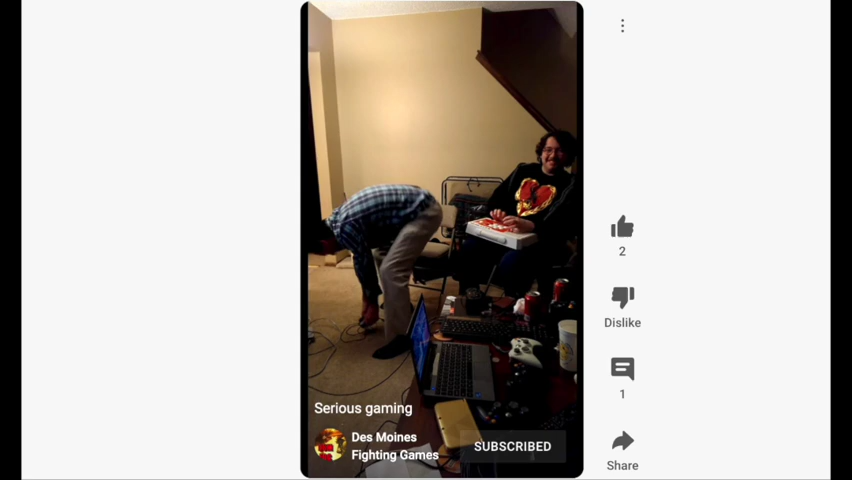 2
Dislike
1
Serious gaming
Des Moines
Fighting Games
SUBSCRIBED
Share